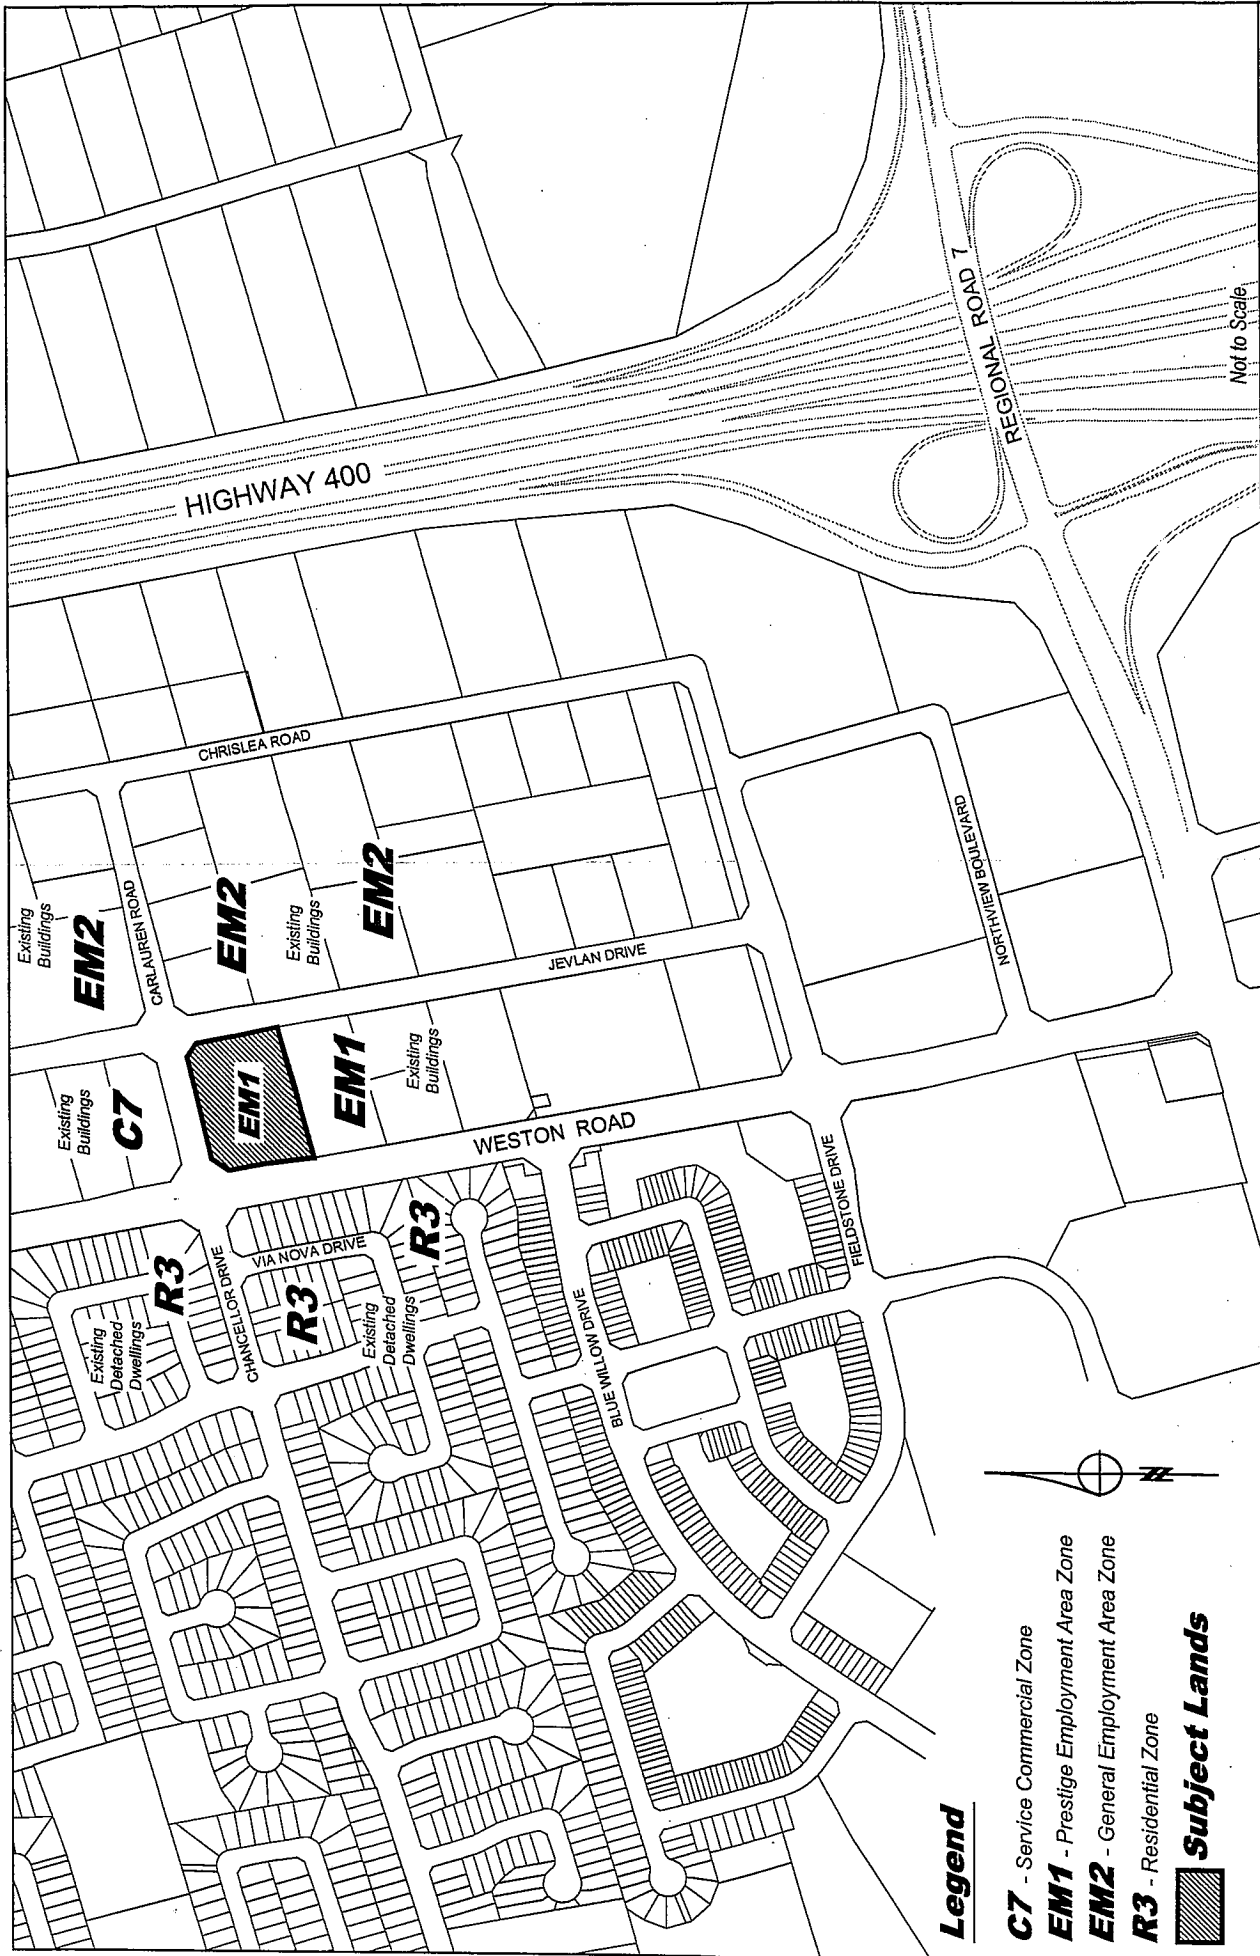 HIGHWAY 400
REGIONAL ROAD 7
Not to Scale
CHRISLEA ROAD
Existing
Buildings
EM2
CARLAUREN ROAD
EM2
Existing
Buildings
EM2
JEVLAN DRIVE
NORTHVIEW BOULEVARD
Existing
Buildings
C7
EM1
EM1
Existing
Buildings
WESTON ROAD
R3
CHANCELLOR DRIVE
VIA NOVA DRIVE
R3
R3
Existing
Detached
Dwellings
Existing
Detached
Dwellings
BLUE WILLOW DRIVE
FIELDSTONE DRIVE
N
Legend
C7 - Service Commercial Zone
EM1 - Prestige Employment Area Zone
EM2 - General Employment Area Zone
R3 - Residential Zone
Subject Lands